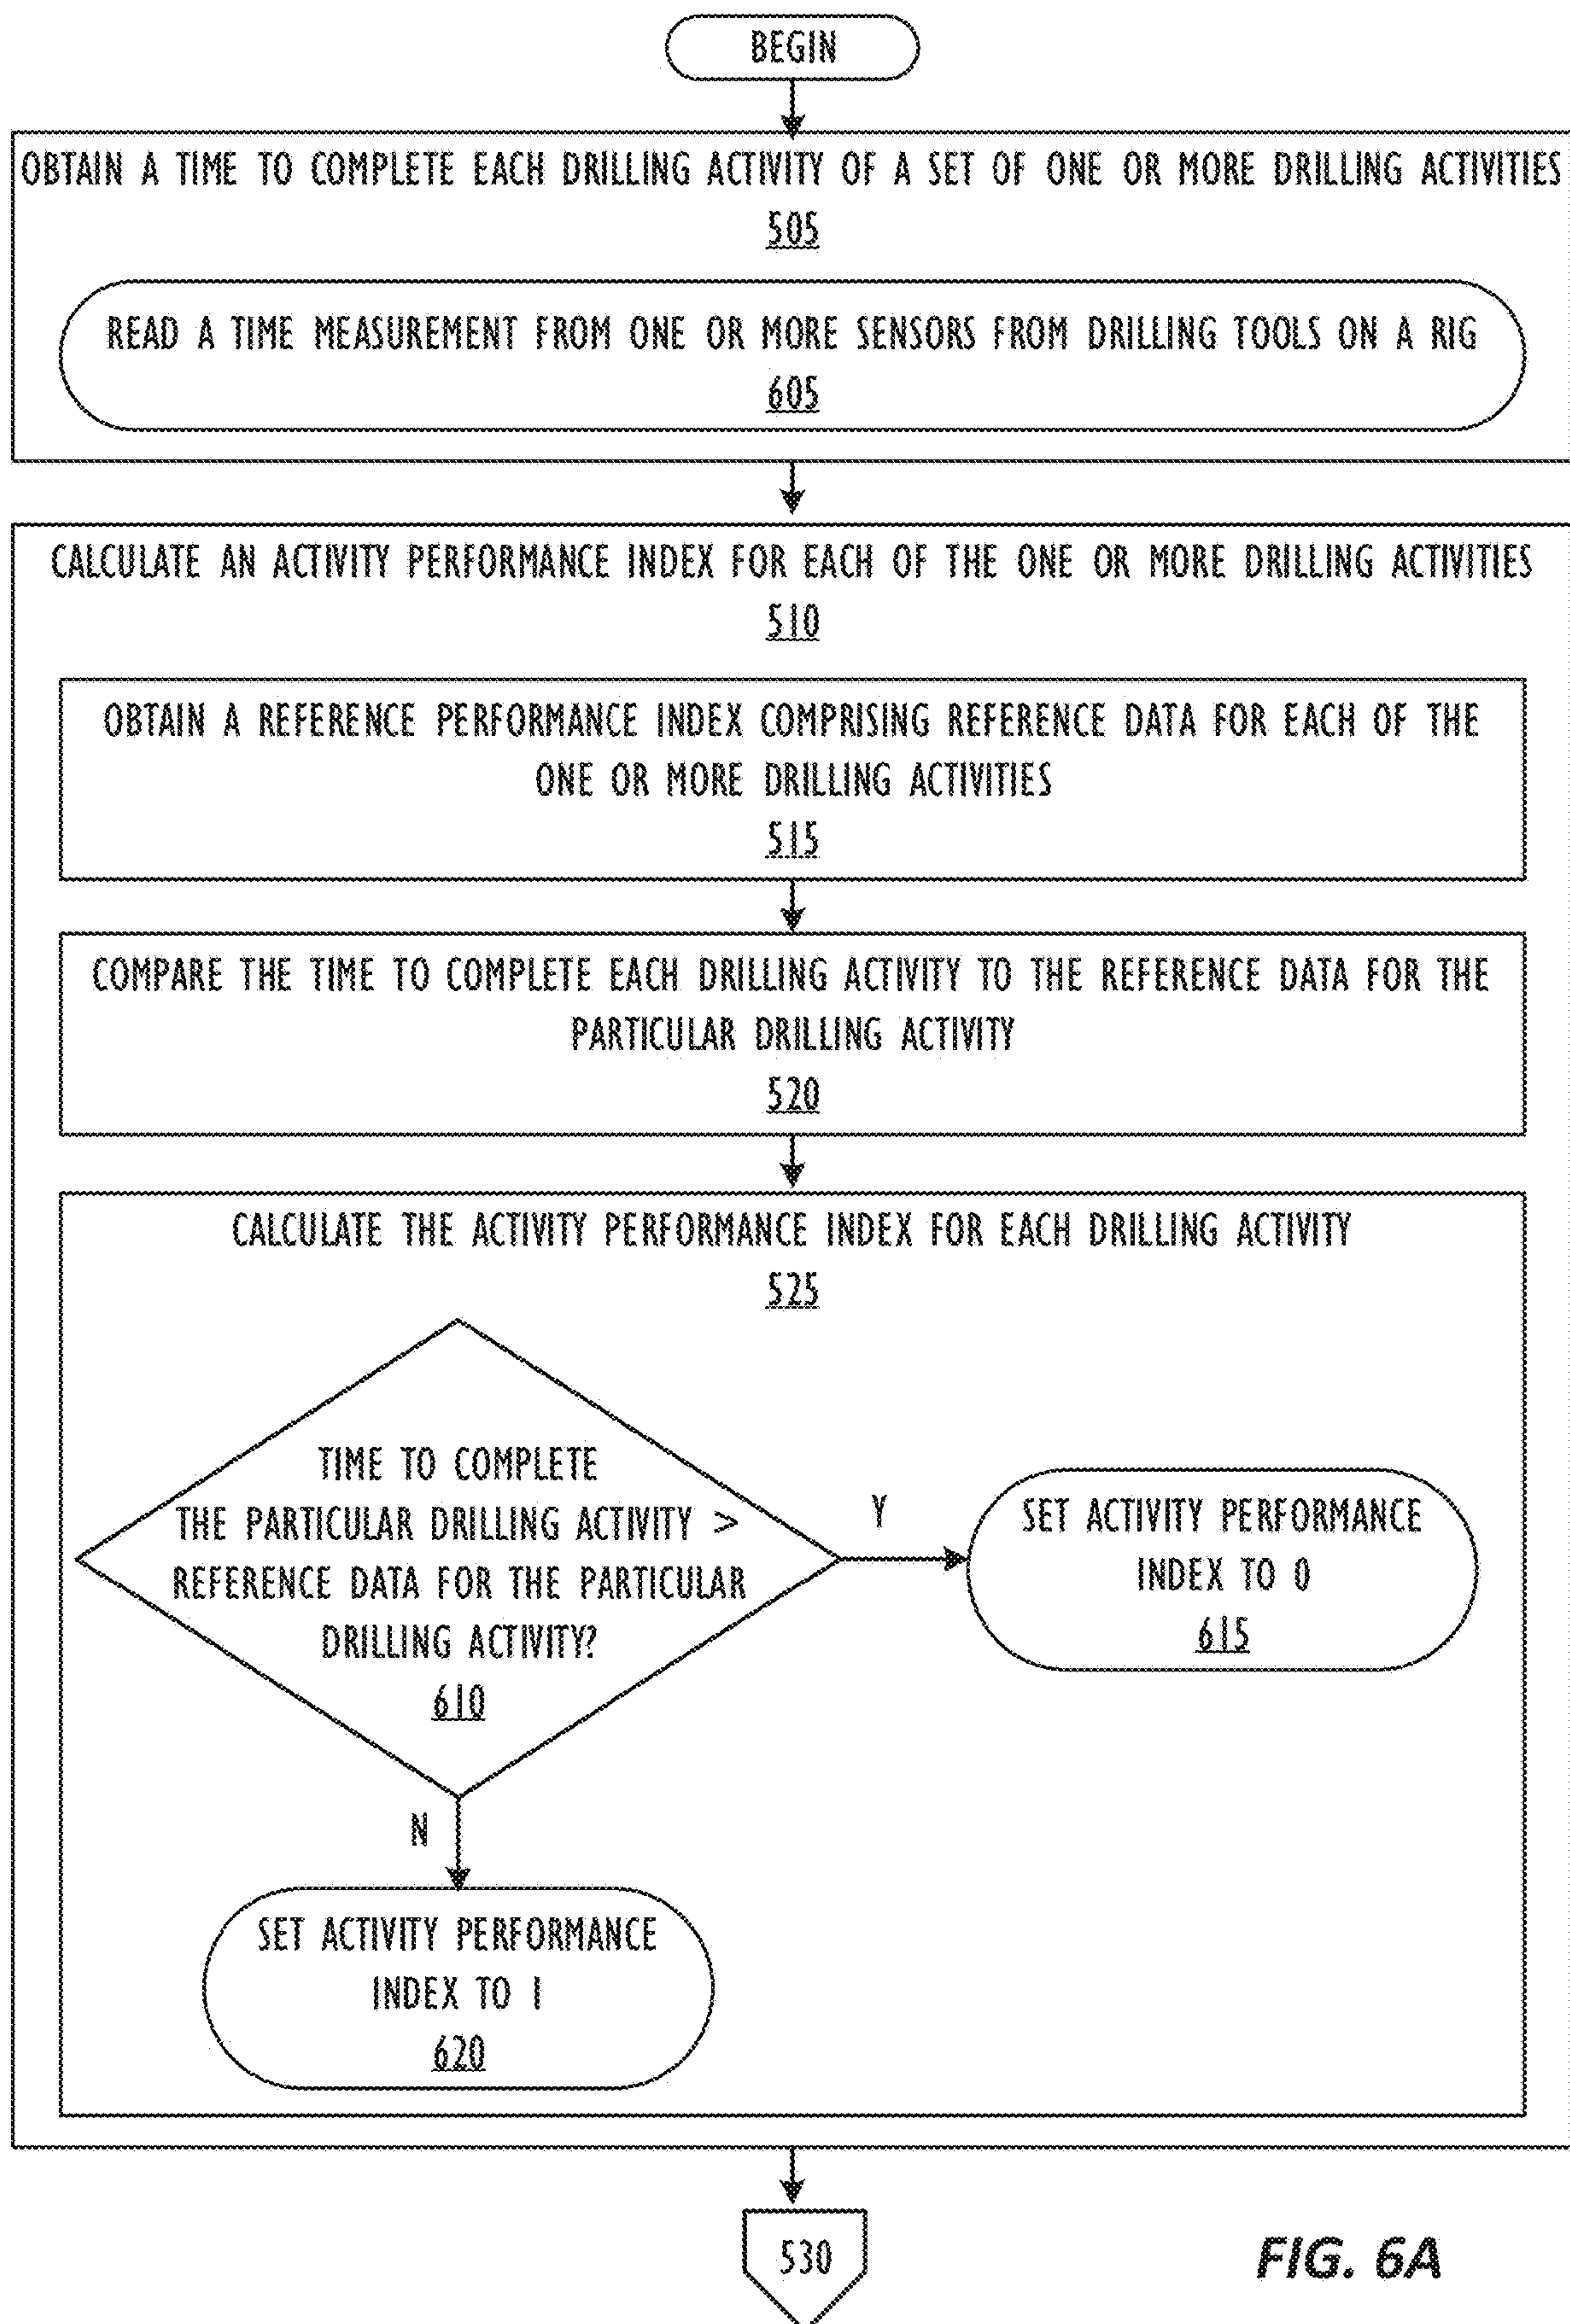 BEGIN
OBTAIN A TIME TO COMPLETE EACH DRILLING ACTIVITY OF A SET OF ONE OR MORE DRILLING ACTIVITIES
505
READ A TIME MEASUREMENT FROM ONE OR MORE SENSORS FROM DRILLING TOOLS ON A RIG
605
CALCULATE AN ACTIVITY PERFORMANCE INDEX FOR EACH OF THE ONE OR MORE DRILLING ACTIVITIES
510
OBTAIN A REFERENCE PERFORMANCE INDEX COMPRISING REFERENCE DATA FOR EACH OF THE
ONE OR MORE DRILLING ACTIVITIES
515
COMPARE THE TIME TO COMPLETE EACH DRILLING ACTIVITY TO THE REFERENCE DATA FOR THE
PARTICULAR DRILLING ACTIVITY
520
CALCULATE THE ACTIVITY PERFORMANCE INDEX FOR EACH DRILLING ACTIVITY
525
TIME TO COMPLETE
THE PARTICULAR DRILLING ACTIVITY >
REFERENCE DATA FOR THE PARTICULAR
DRILLING ACTIVITY?
610
Y
SET ACTIVITY PERFORMANCE
INDEX TO 0
615
N
SET ACTIVITY PERFORMANCE
INDEX TO 1
620
530
FIG. 6A